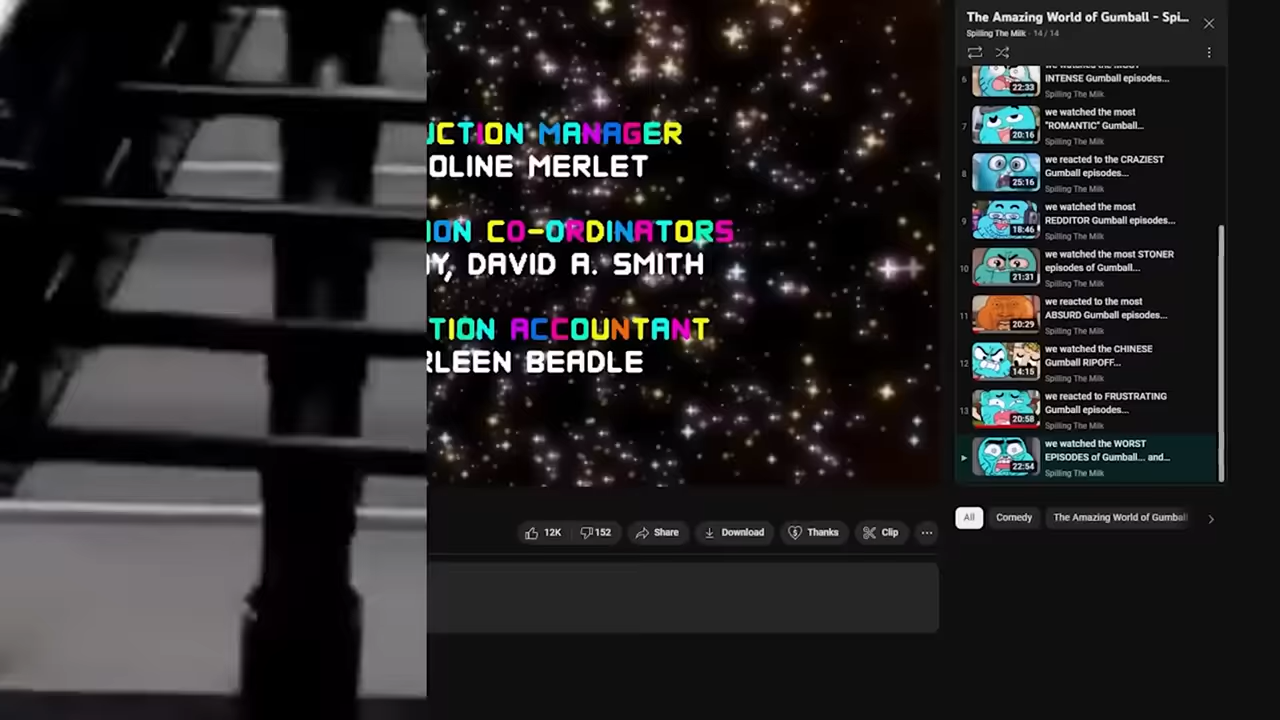 UCTION MANAGER
OLINE MERLET
ION CO-ORDINATORS
Y, DAVID A. SMITH
TION ACCOUNTANT
RLEEN BEADLE
12K
152
Share
Download
Thanks
Clip
The Amazing World of Gumball - Spi...
Spilling The Milk - 14 / 14
6
22:33
INTENSE Gumball episodes...
Spilling The Milk
7
20:16
we watched the most
"ROMANTIC" Gumball...
Spilling The Milk
8
25:16
we reacted to the CRAZIEST
Gumball episodes...
Spilling The Milk
9
18:46
we watched the most
REDDITOR Gumball episodes...
Spilling The Milk
10
21:31
we watched the most STONER
episodes of Gumball...
Spilling The Milk
11
20:29
we reacted to the most
ABSURD Gumball episodes...
Spilling The Milk
12
14:15
we watched the CHINESE
Gumball RIPOFF...
Spilling The Milk
13
20:58
we reacted to FRUSTRATING
Gumball episodes...
Spilling The Milk
22:54
we watched the WORST
EPISODES of Gumball... and...
Spilling The Milk
All
Comedy
The Amazing World of Gumball